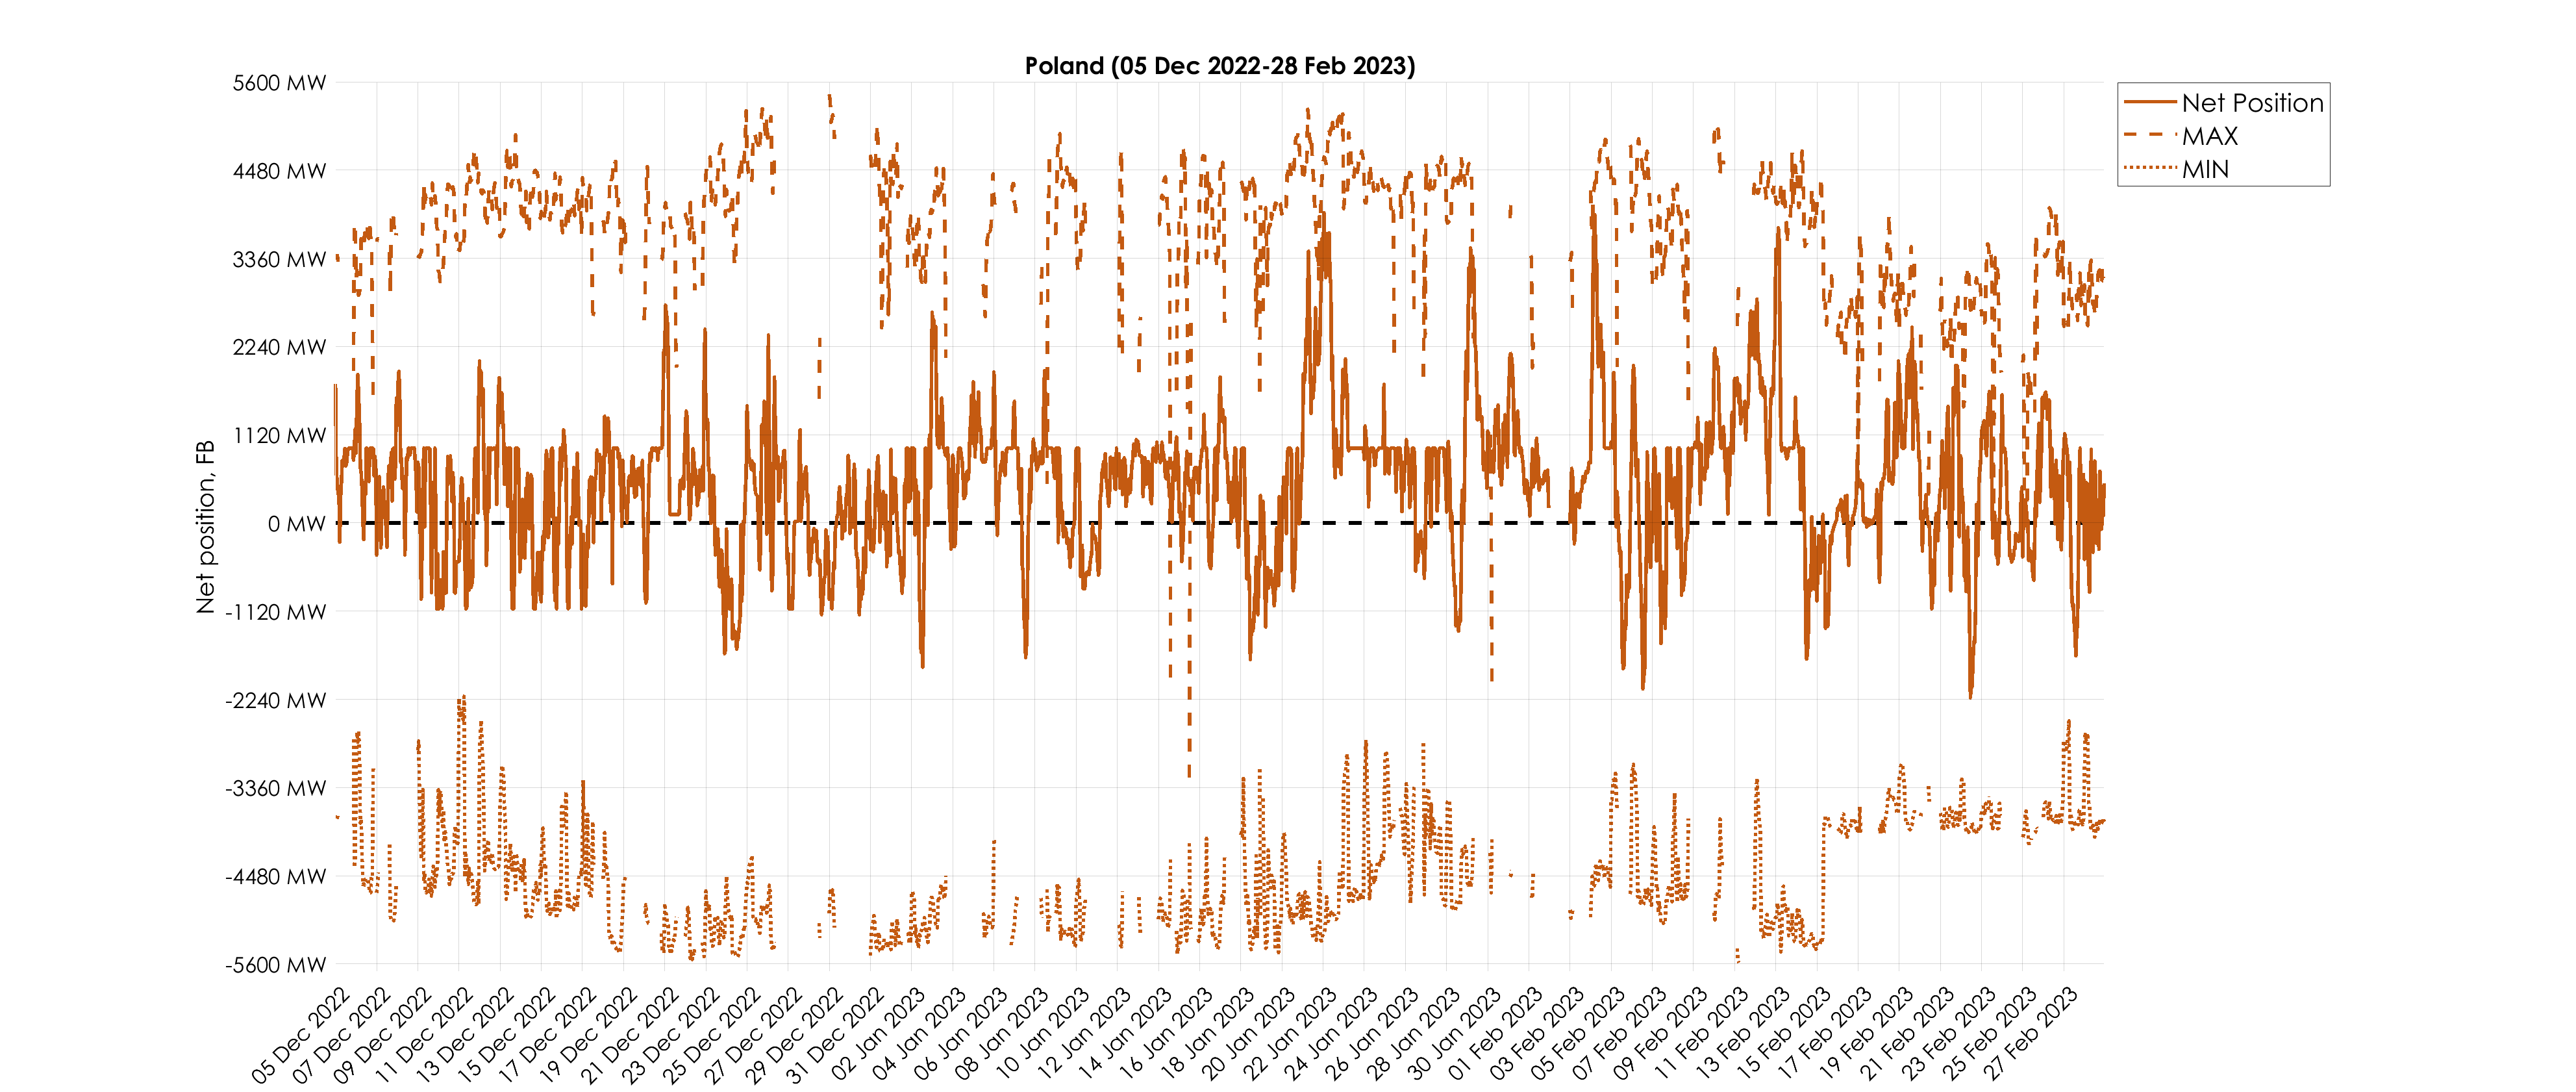 Poland (05 Dec 2022-28 Feb 2023)
5600 MW
4480 MW
3360 MW
2240 MW
1120 MW
0 MW
-1120 MW
-2240 MW
-3360 MW
-4480 MW
-5600 MW
Net position, FB
Net Position
MAX
MIN
05 Dec 2022
07 Dec 2022
09 Dec 2022
11 Dec 2022
13 Dec 2022
15 Dec 2022
17 Dec 2022
19 Dec 2022
21 Dec 2022
23 Dec 2022
25 Dec 2022
27 Dec 2022
29 Dec 2022
31 Dec 2022
02 Jan 2023
04 Jan 2023
06 Jan 2023
08 Jan 2023
10 Jan 2023
12 Jan 2023
14 Jan 2023
16 Jan 2023
18 Jan 2023
20 Jan 2023
22 Jan 2023
24 Jan 2023
26 Jan 2023
28 Jan 2023
30 Jan 2023
01 Feb 2023
03 Feb 2023
05 Feb 2023
07 Feb 2023
09 Feb 2023
11 Feb 2023
13 Feb 2023
15 Feb 2023
17 Feb 2023
19 Feb 2023
21 Feb 2023
23 Feb 2023
25 Feb 2023
27 Feb 2023